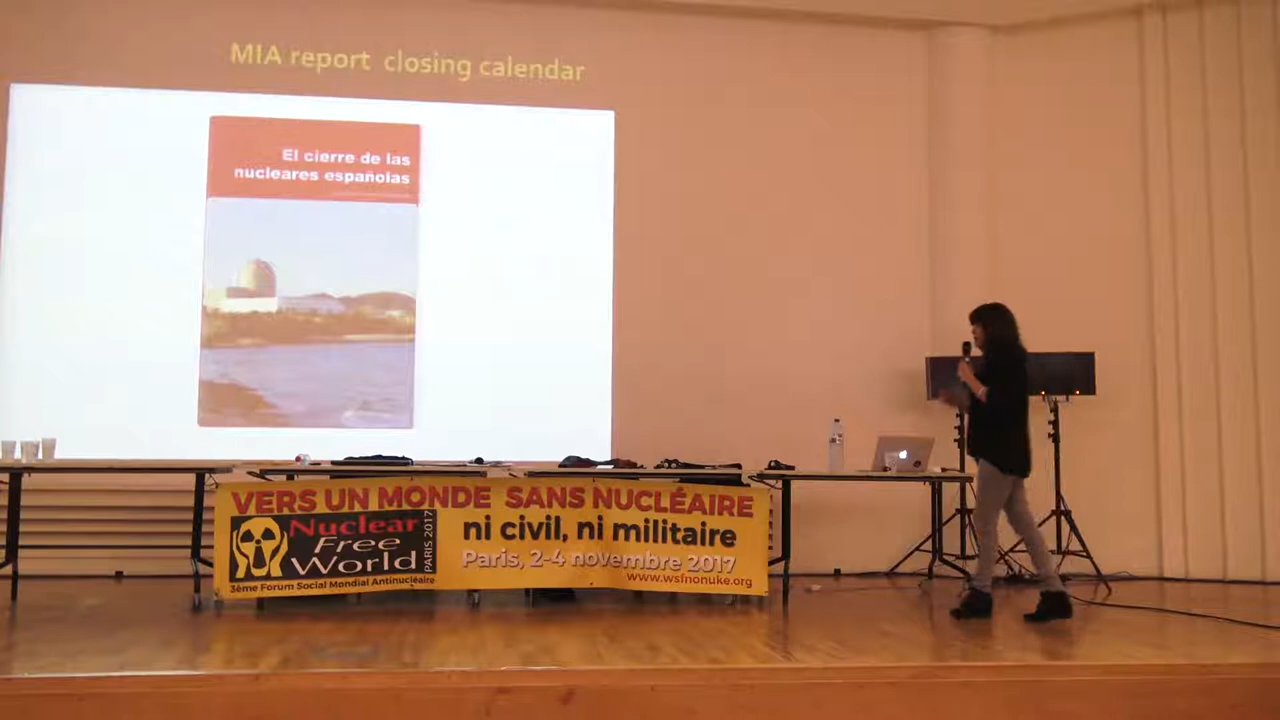 MIA report closing calendar
El cierre de las
nucleares españolas
VERS UN MONDE SANS NUCLÉAIRE
ni civil, ni militaire
Paris, 2-4 novembre 2017
www.wsfnonuke.org
Nuclear
Free
World
PARIS 2017
3ème Forum Social Mondial Antinucléaire